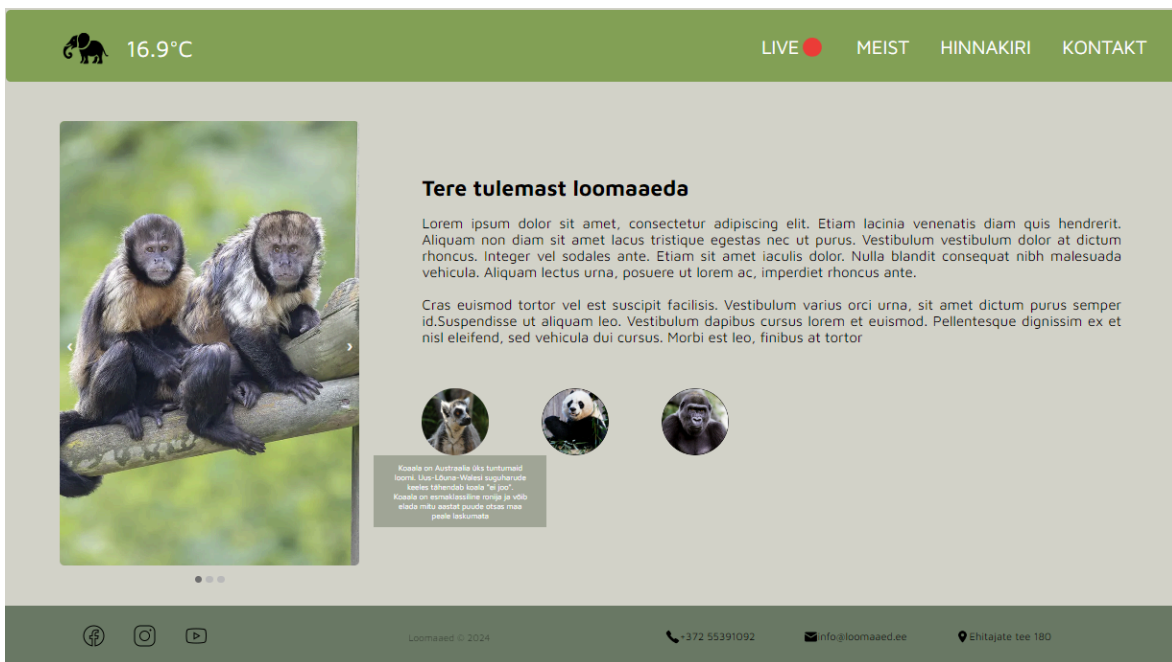 16.9°C
LIVE MEIST HINNAKIRI KONTAKT
Tere tulemast loomaaeda
Lorem ipsum dolor sit amet, consectetur adipiscing elit. Etiam lacinia venenatis diam quis hendrerit.
Aliquam non diam sit amet lacus tristique egestas nec ut purus. Vestibulum vestibulum dolor at dictum
rhoncus. Integer vel sodales ante. Etiam sit amet iaculis dolor. Nulla blandit consequat nibh malesuada
vehicula. Aliquam lectus urna, posuere ut lorem ac, imperdiet rhoncus ante.
Cras euismod tortor vel est suscipit facilisis. Vestibulum varius orci urna, sit amet dictum purus semper
id.Suspendisse ut aliquam leo. Vestibulum dapibus cursus lorem et euismod. Pellentesque dignissim ex et
nisl eleifend, sed vehicula dui cursus. Morbi est leo, finibus at tortor
Koaala on Austraalia üks tuntumaid
loomi. Uus-Lõuna-Walesi suguharude
keeles tähendab koala "ei joo".
Koaala on esmaklassiline ronija ja võib
elada mitu aastat puude otsas maa
peale laskumata
Loomaaed © 2024
+372 55391092
info@loomaaed.ee
Ehitajate tee 180